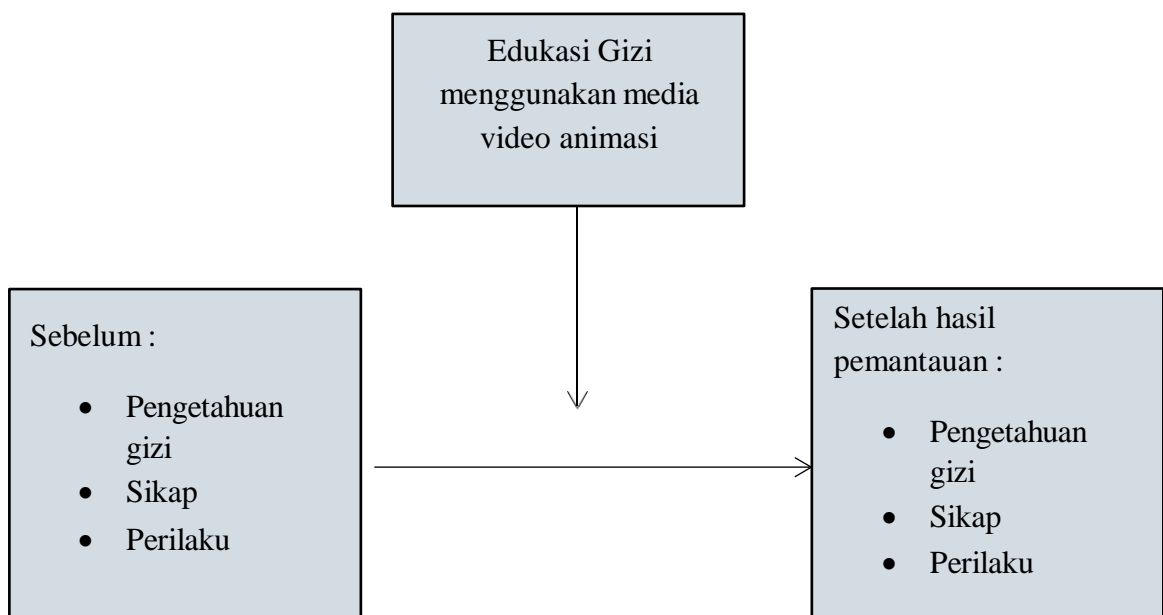 Edukasi Gizi
menggunakan media
video animasi
Sebelum :
• Pengetahuan
gizi
• Sikap
• Perilaku
Setelah hasil
pemantauan :
• Pengetahuan
gizi
• Sikap
• Perilaku